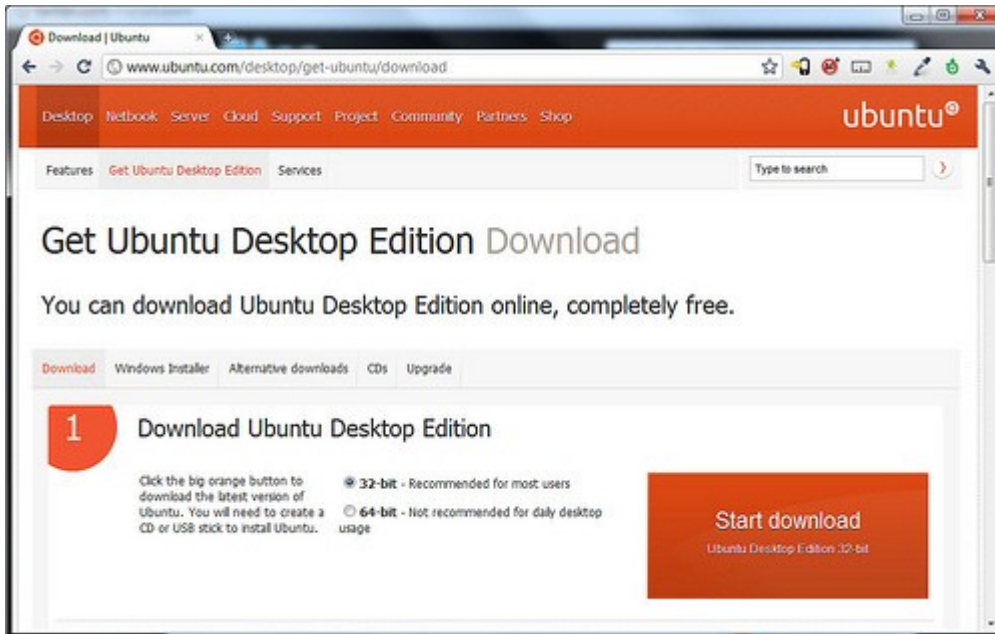 Download | Ubuntu
www.ubuntu.com/desktop/get-ubuntu/download
Desktop Netbook Server Cloud Support Project Community Partners Shop
ubuntu
Features Get Ubuntu Desktop Edition Services
Type to search
Get Ubuntu Desktop Edition Download
You can download Ubuntu Desktop Edition online, completely free.
Download Windows Installer Alternative downloads CDs Upgrade
1
Download Ubuntu Desktop Edition
Click the big orange button to
download the latest version of
Ubuntu. You will need to create a
CD or USB stick to install Ubuntu.
32-bit - Recommended for most users
64-bit - Not recommended for daily desktop
usage
Start download
Ubuntu Desktop Edition 32-bit